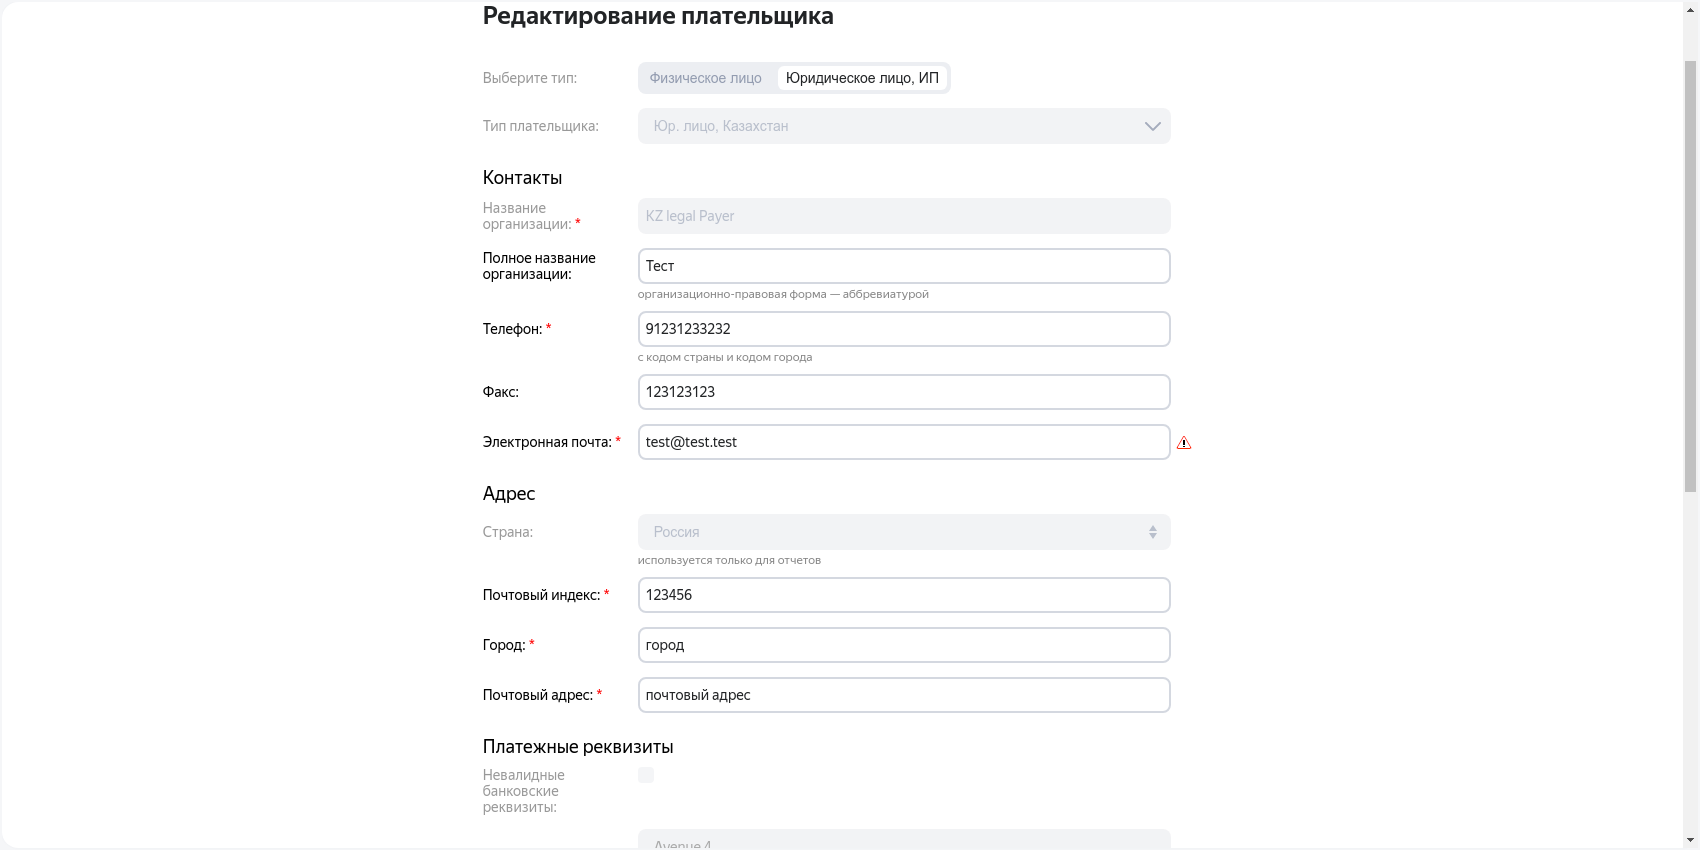 Редактирование плательщика
Выберите тип:
Физическое лицо Юридическое лицо, ИП
Тип плательщика:
Юр. лицо, Казахстан
Контакты
Название
организации: *
KZ legal Payer
Полное название
организации:
Тест
организационно-правовая форма — аббревиатурой
Телефон: *
91231233232
с кодом страны и кодом города
Факс:
123123123
Электронная почта: *
test@test.test
Адрес
Страна:
Россия
используется только для отчетов
Почтовый индекс: *
123456
Город: *
город
Почтовый адрес: *
почтовый адрес
Платежные реквизиты
Невалидные
банковские
реквизиты:
Avenue 4